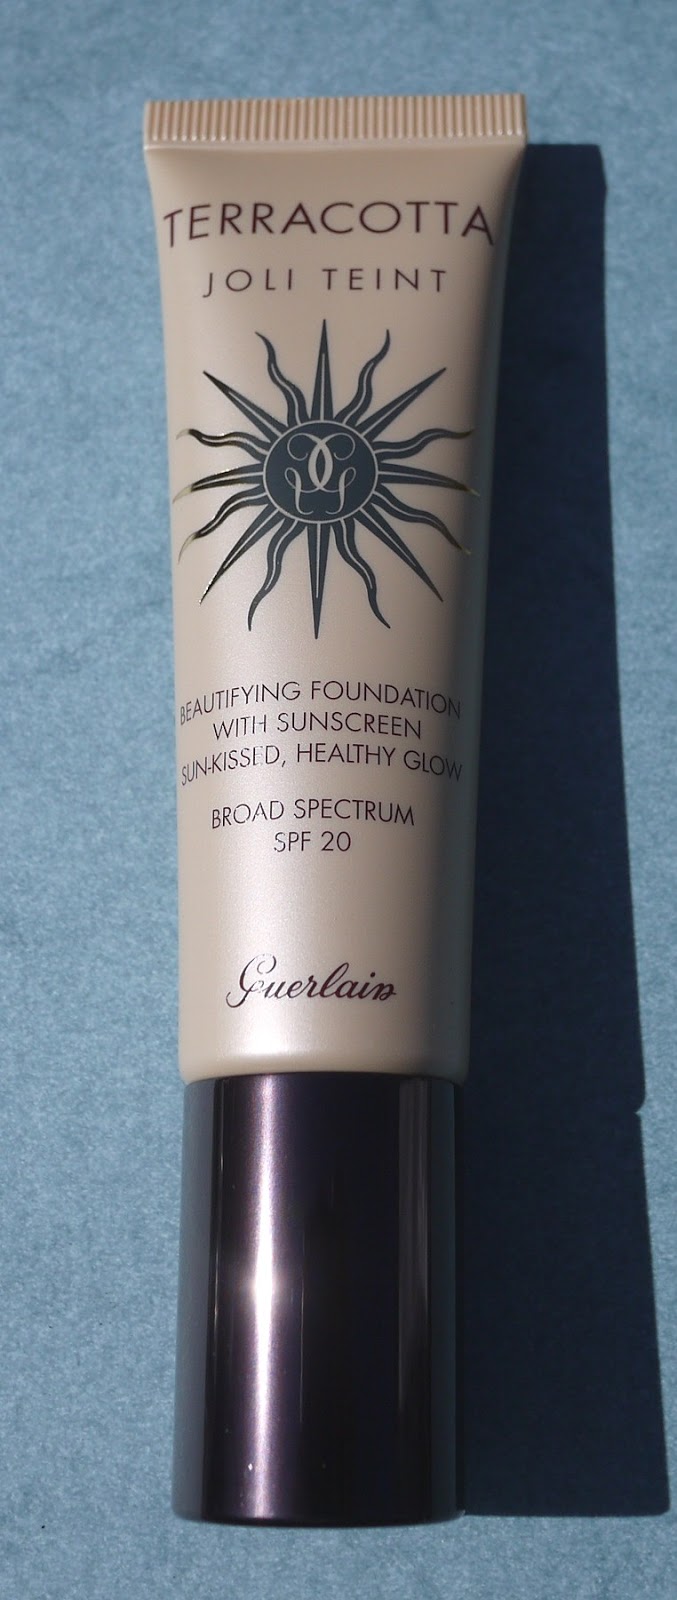 TERRACOTTA
JOLI TEINT
BEAUTIFYING FOUNDATION
WITH SUNSCREEN
SUN-KISSED, HEALTHY GLOW
BROAD SPECTRUM
SPF 20
Guerlain